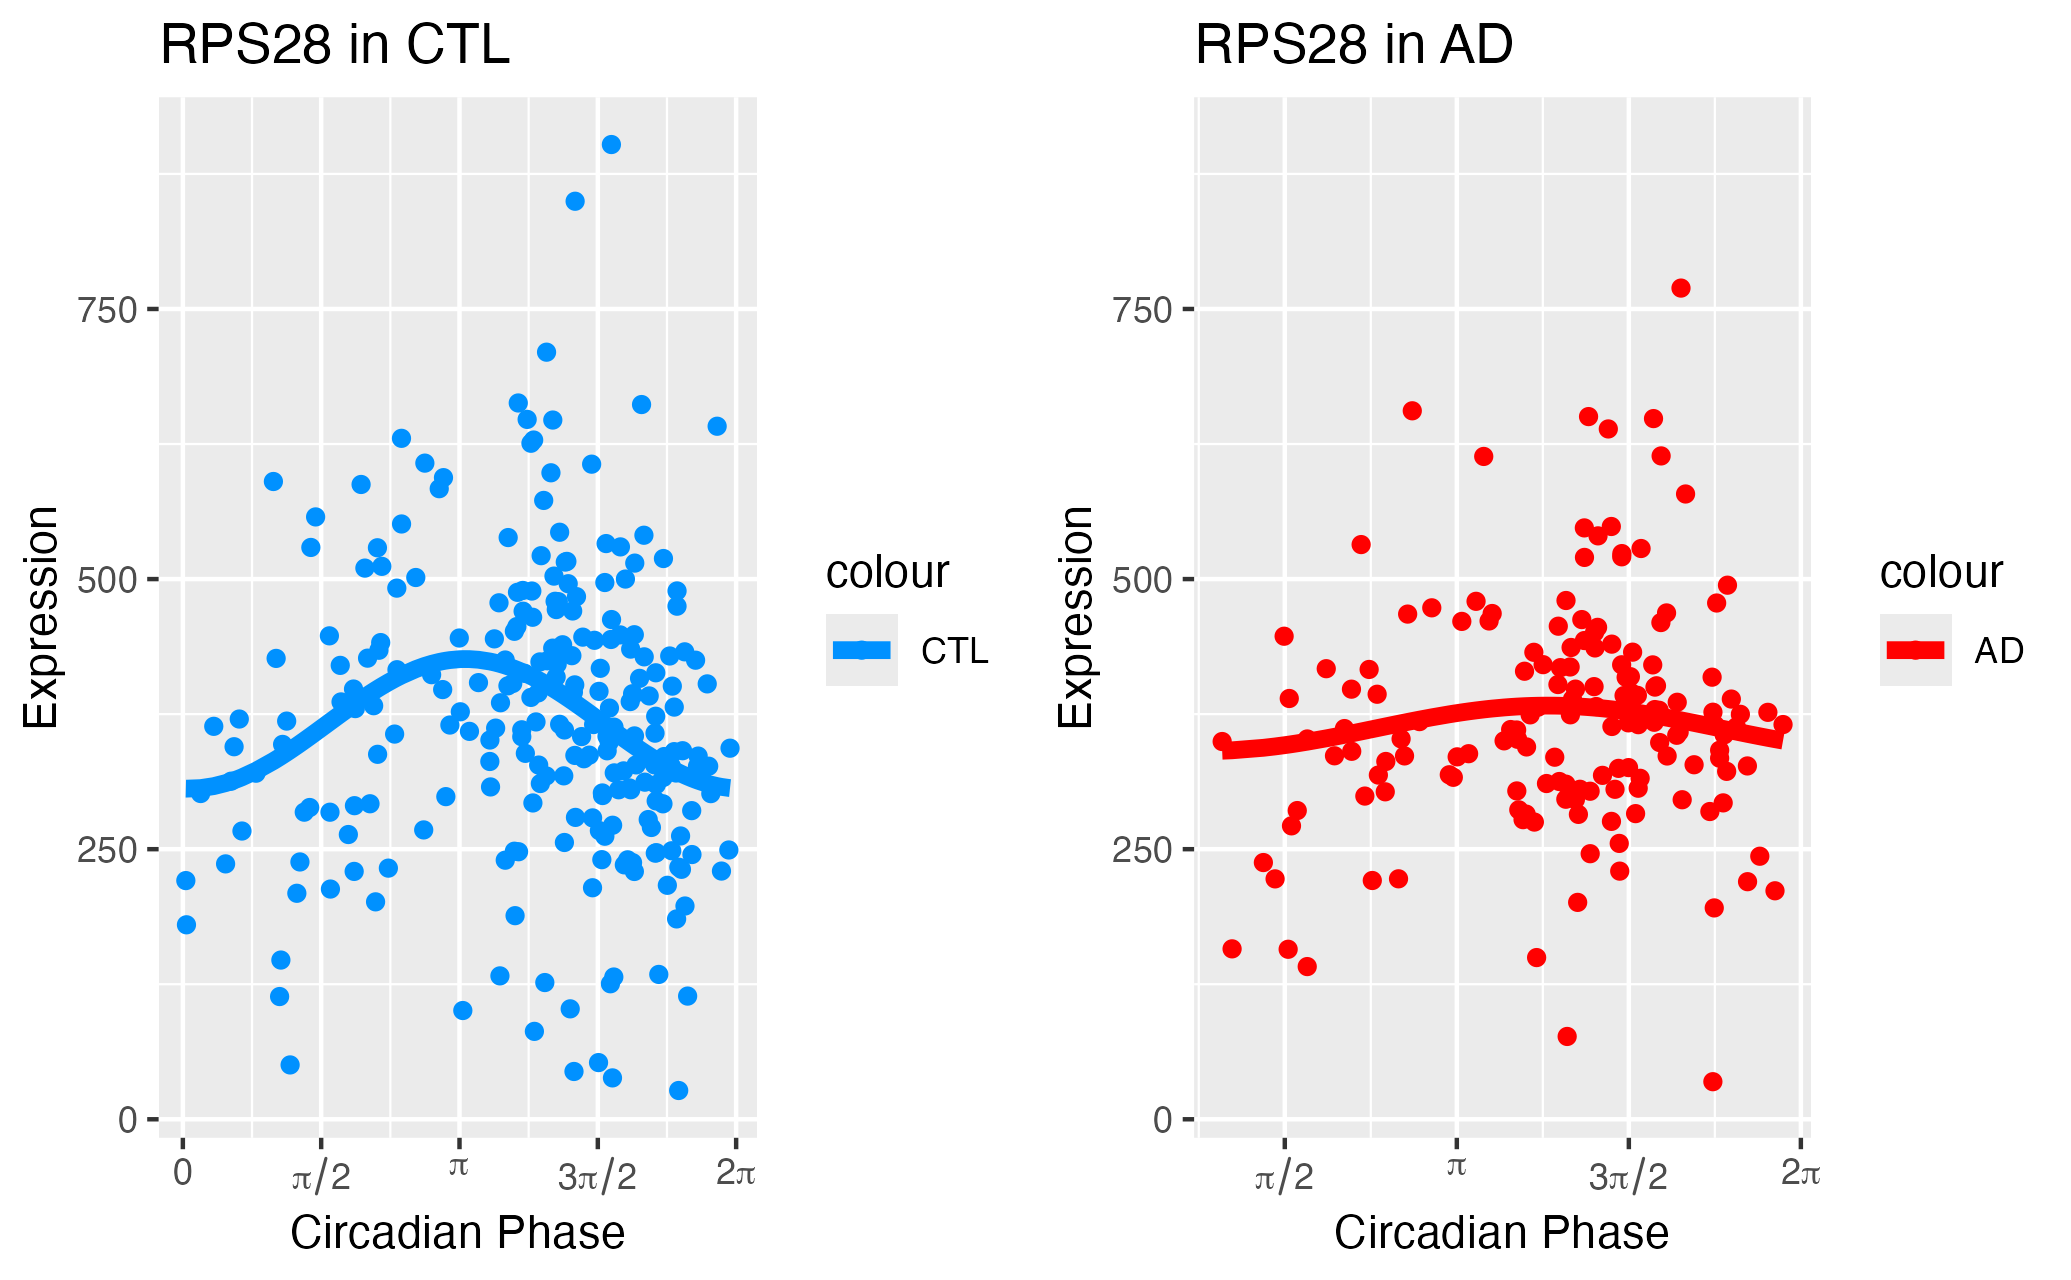 RPS28 in CTL
Expression
750
500
250
0
0 π/2 π 3π/2 2π
Circadian Phase
colour
CTL
RPS28 in AD
Expression
750
500
250
0
π/2 π 3π/2 2π
Circadian Phase
colour
AD